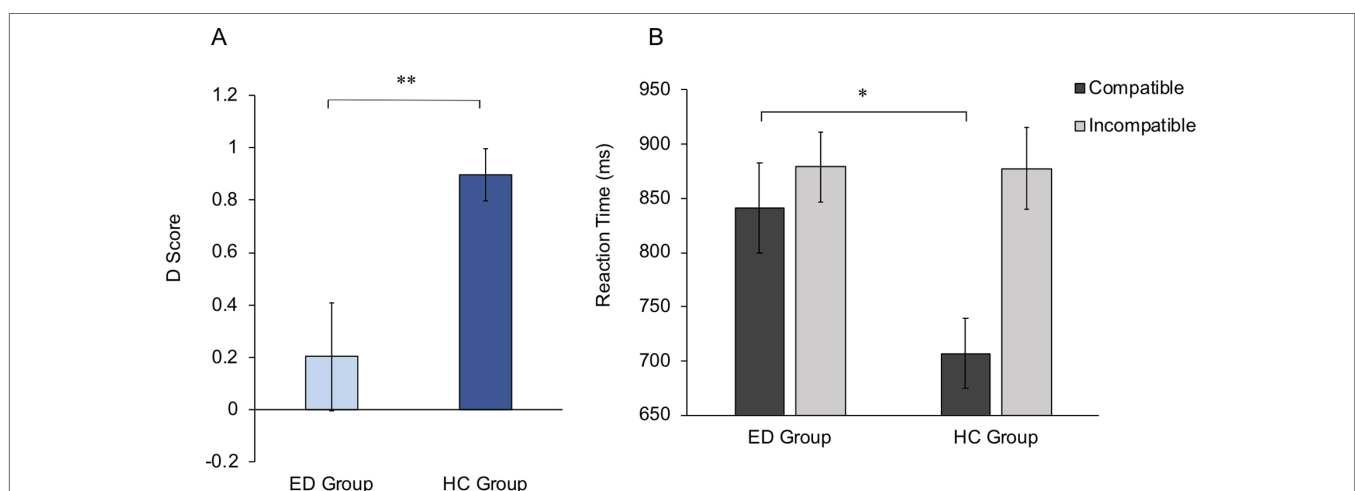 A
**
1.2
1
0.8
0.6
0.4
0.2
0
-0.2
D Score
ED Group
HC Group
B
*
950
900
850
800
750
700
650
Reaction Time (ms)
ED Group
HC Group
Compatible
Incompatible